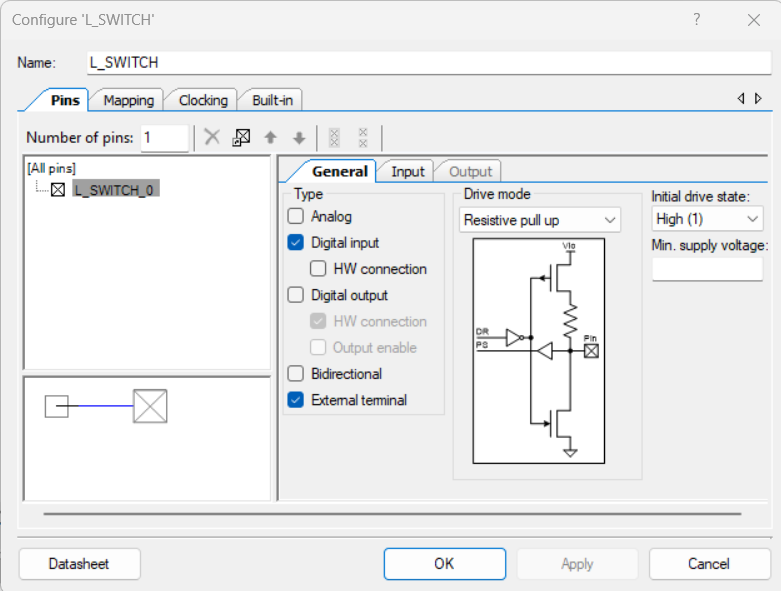 Configure 'L_SWITCH'
?
Name: L_SWITCH
Pins Mapping Clocking Built-in
Number of pins: 1
[All pins]
L_SWITCH_0
General Input Output
Type
Analog
Digital input
HW connection
Digital output
HW connection
Output enable
Bidirectional
External terminal
Drive mode
Resistive pull up
Vio
DR
PS
Pin
Initial drive state:
High (1)
Min. supply voltage:
Datasheet OK Apply Cancel